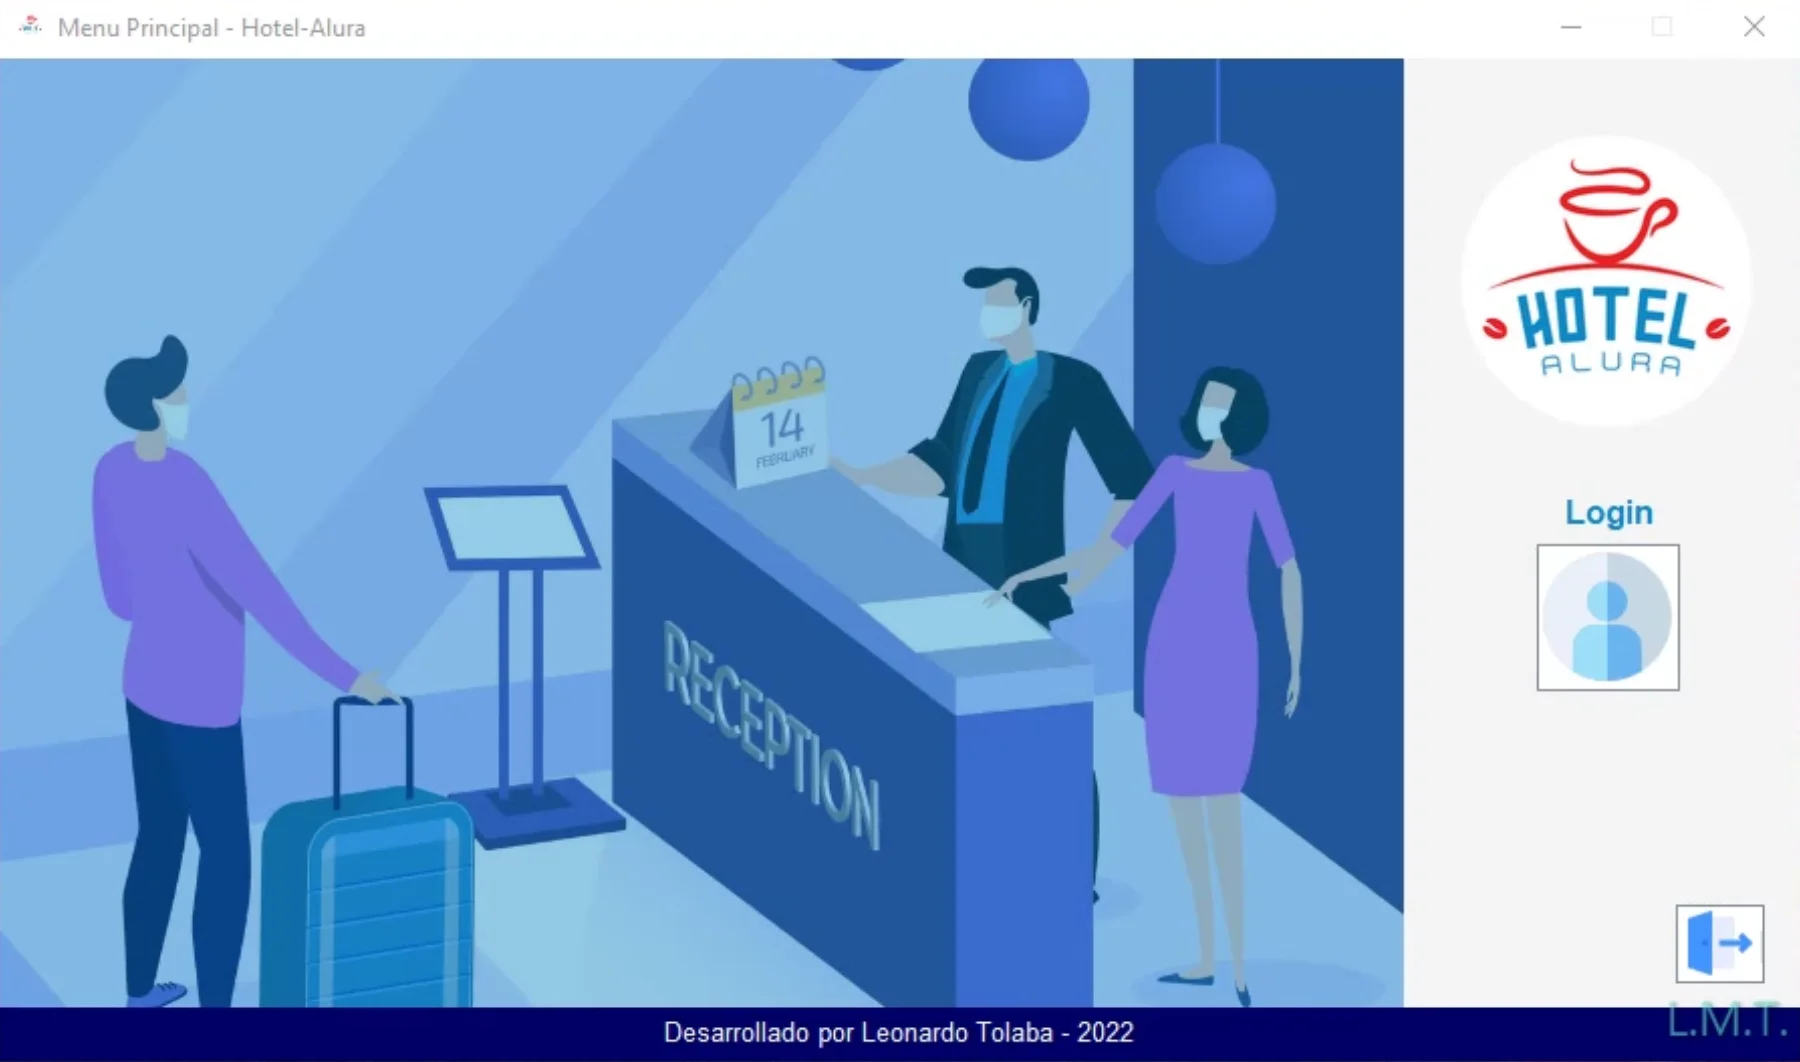 Menu Principal - Hotel-Alura
HOTEL
ALURA
14
FEBRUARY
Login
RECEPTION
Desarrollado por Leonardo Tolaba - 2022
L.M.T.